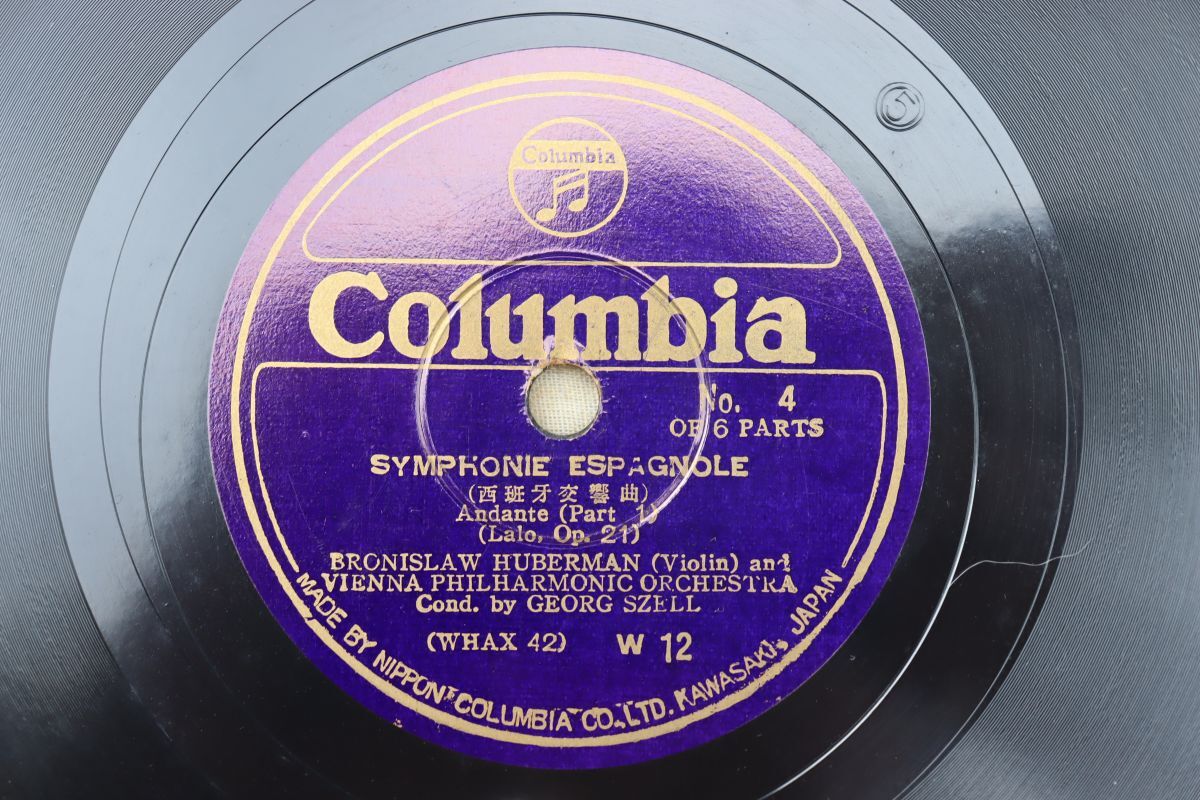 5
Columbia
Columbia
No. 4
OF 6 PARTS
SYMPHONIE ESPAGNOLE
(西班牙交響曲)
Andante (Part 1)
(Lalo, Op. 21)
BRONISLAW HUBERMAN (Violin) and
VIENNA PHILHARMONIC ORCHESTRA
Cond. by GEORG SZELL
(WHAX 42) W 12
MADE BY NIPPON COLUMBIA CO., LTD. KAWASAKI, JAPAN